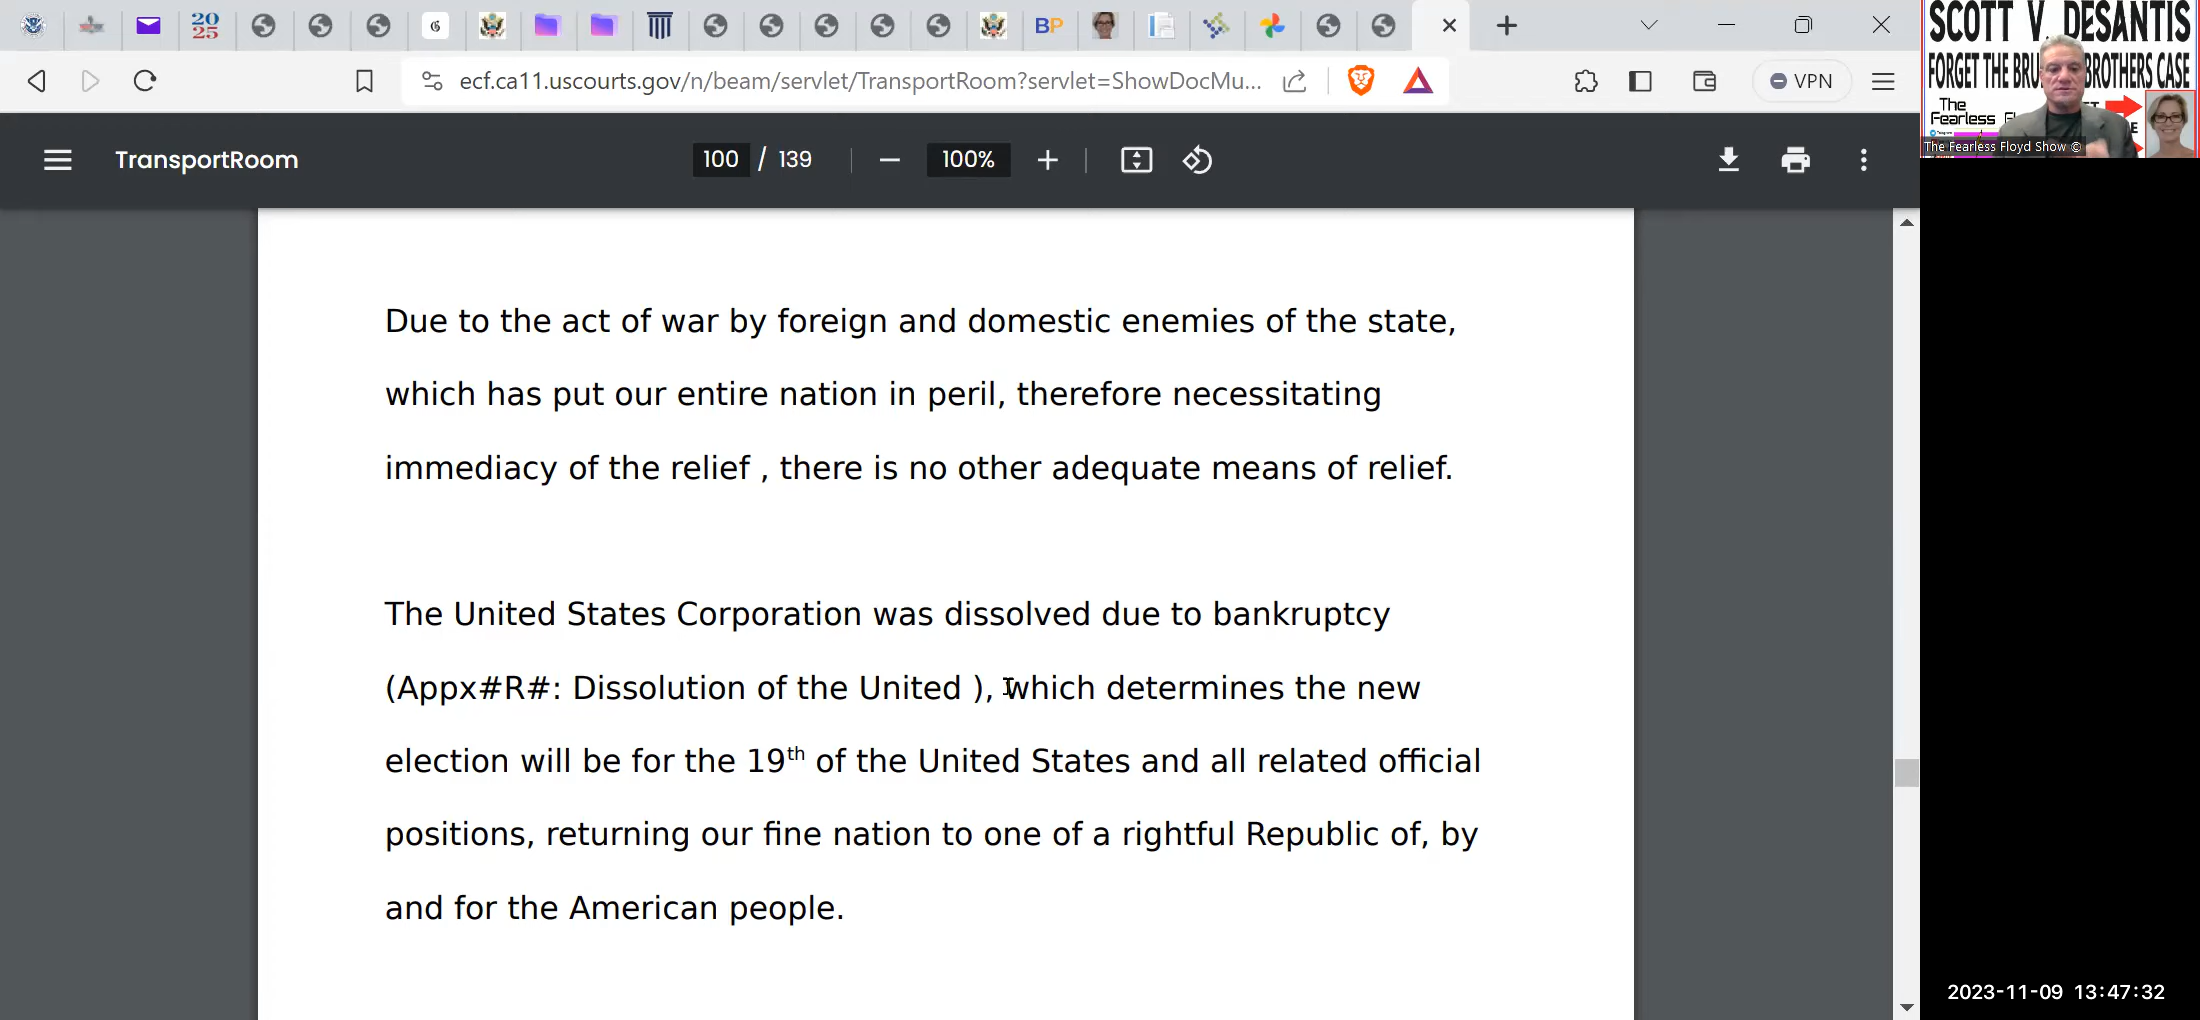 20
25
BP
ecf.ca11.uscourts.gov/n/beam/servlet/TransportRoom?servlet=ShowDocMu...
VPN
TransportRoom
100 / 139
100%
Due to the act of war by foreign and domestic enemies of the state,
which has put our entire nation in peril, therefore necessitating
immediacy of the relief , there is no other adequate means of relief.
The United States Corporation was dissolved due to bankruptcy
(Appx#R#: Dissolution of the United ), which determines the new
election will be for the 19th of the United States and all related official
positions, returning our fine nation to one of a rightful Republic of, by
and for the American people.
SCOTT V. DESANTIS
FORGET THE BRU BROTHERS CASE
The
Fearless Fl
The Fearless Floyd Show ©
2023-11-09 13:47:32